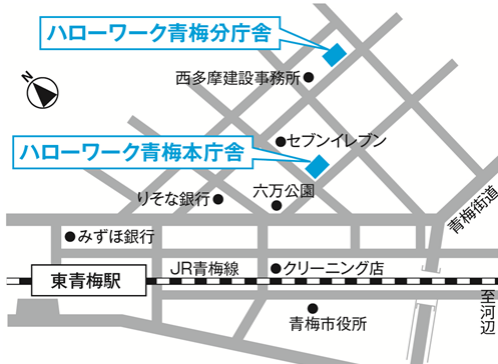 ハローワーク青梅分庁舎
西多摩建設事務所
N
セブンイレブン
ハローワーク青梅本庁舎
六万公園
りそな銀行
青梅街道
みずほ銀行
JR青梅線
クリーニング店
東青梅駅
至河辺
青梅市役所